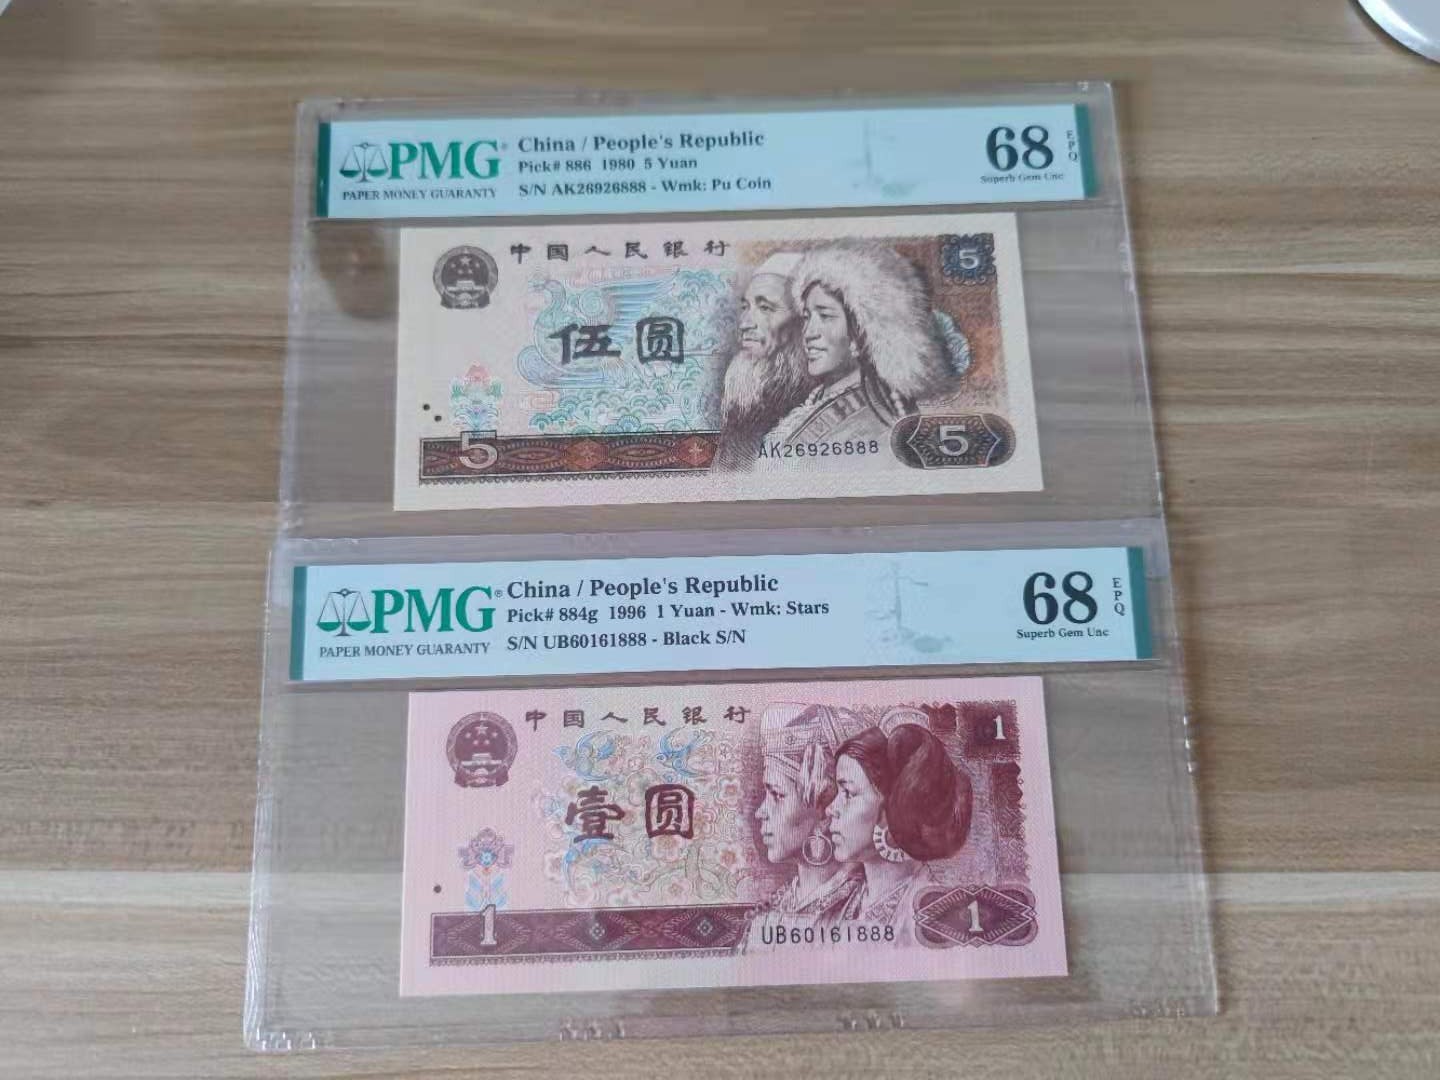 PMG
PAPER MONEY GUARANTY
China / People's Republic
Pick# 886 1980 5 Yuan
S/N AK26926888 - Wmk: Pu Coin
68
EPQ
Superb Gem Unc
中国人民银行
5
伍圆
5
AK26926888
5
PMG®
PAPER MONEY GUARANTY
China / People's Republic
Pick# 884g 1996 1 Yuan - Wmk: Stars
S/N UB60161888 - Black S/N
68
EPQ
Superb Gem Unc
中国人民银行
1
壹圆
1
UB60161888
1